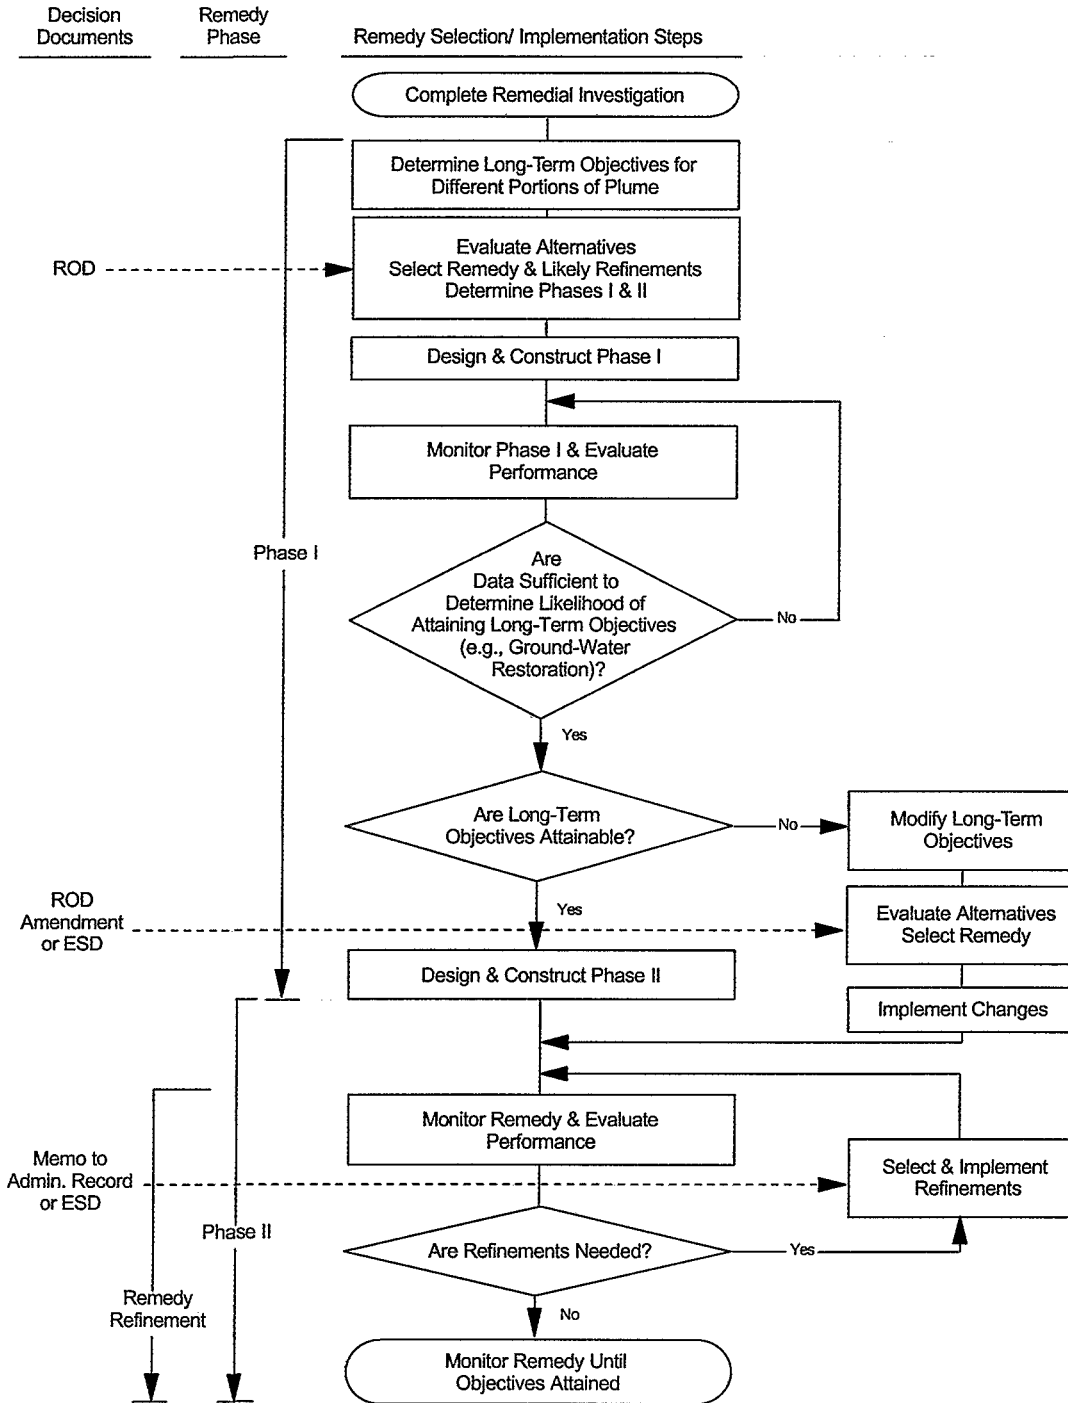 Decision
Documents
Remedy
Phase
Remedy Selection/ Implementation Steps
Complete Remedial Investigation
Determine Long-Term Objectives for
Different Portions of Plume
ROD
Evaluate Alternatives
Select Remedy & Likely Refinements
Determine Phases I & II
Design & Construct Phase I
Monitor Phase I & Evaluate
Performance
Phase I
Are
Data Sufficient to
Determine Likelihood of
Attaining Long-Term Objectives
(e.g., Ground-Water
Restoration)?
No
Yes
Are Long-Term
Objectives Attainable?
No
Modify Long-Term
Objectives
Yes
ROD
Amendment
or ESD
Evaluate Alternatives
Select Remedy
Design & Construct Phase II
Implement Changes
Monitor Remedy & Evaluate
Performance
Memo to
Admin. Record
or ESD
Select & Implement
Refinements
Phase II
Are Refinements Needed?
Yes
Remedy
Refinement
No
Monitor Remedy Until
Objectives Attained